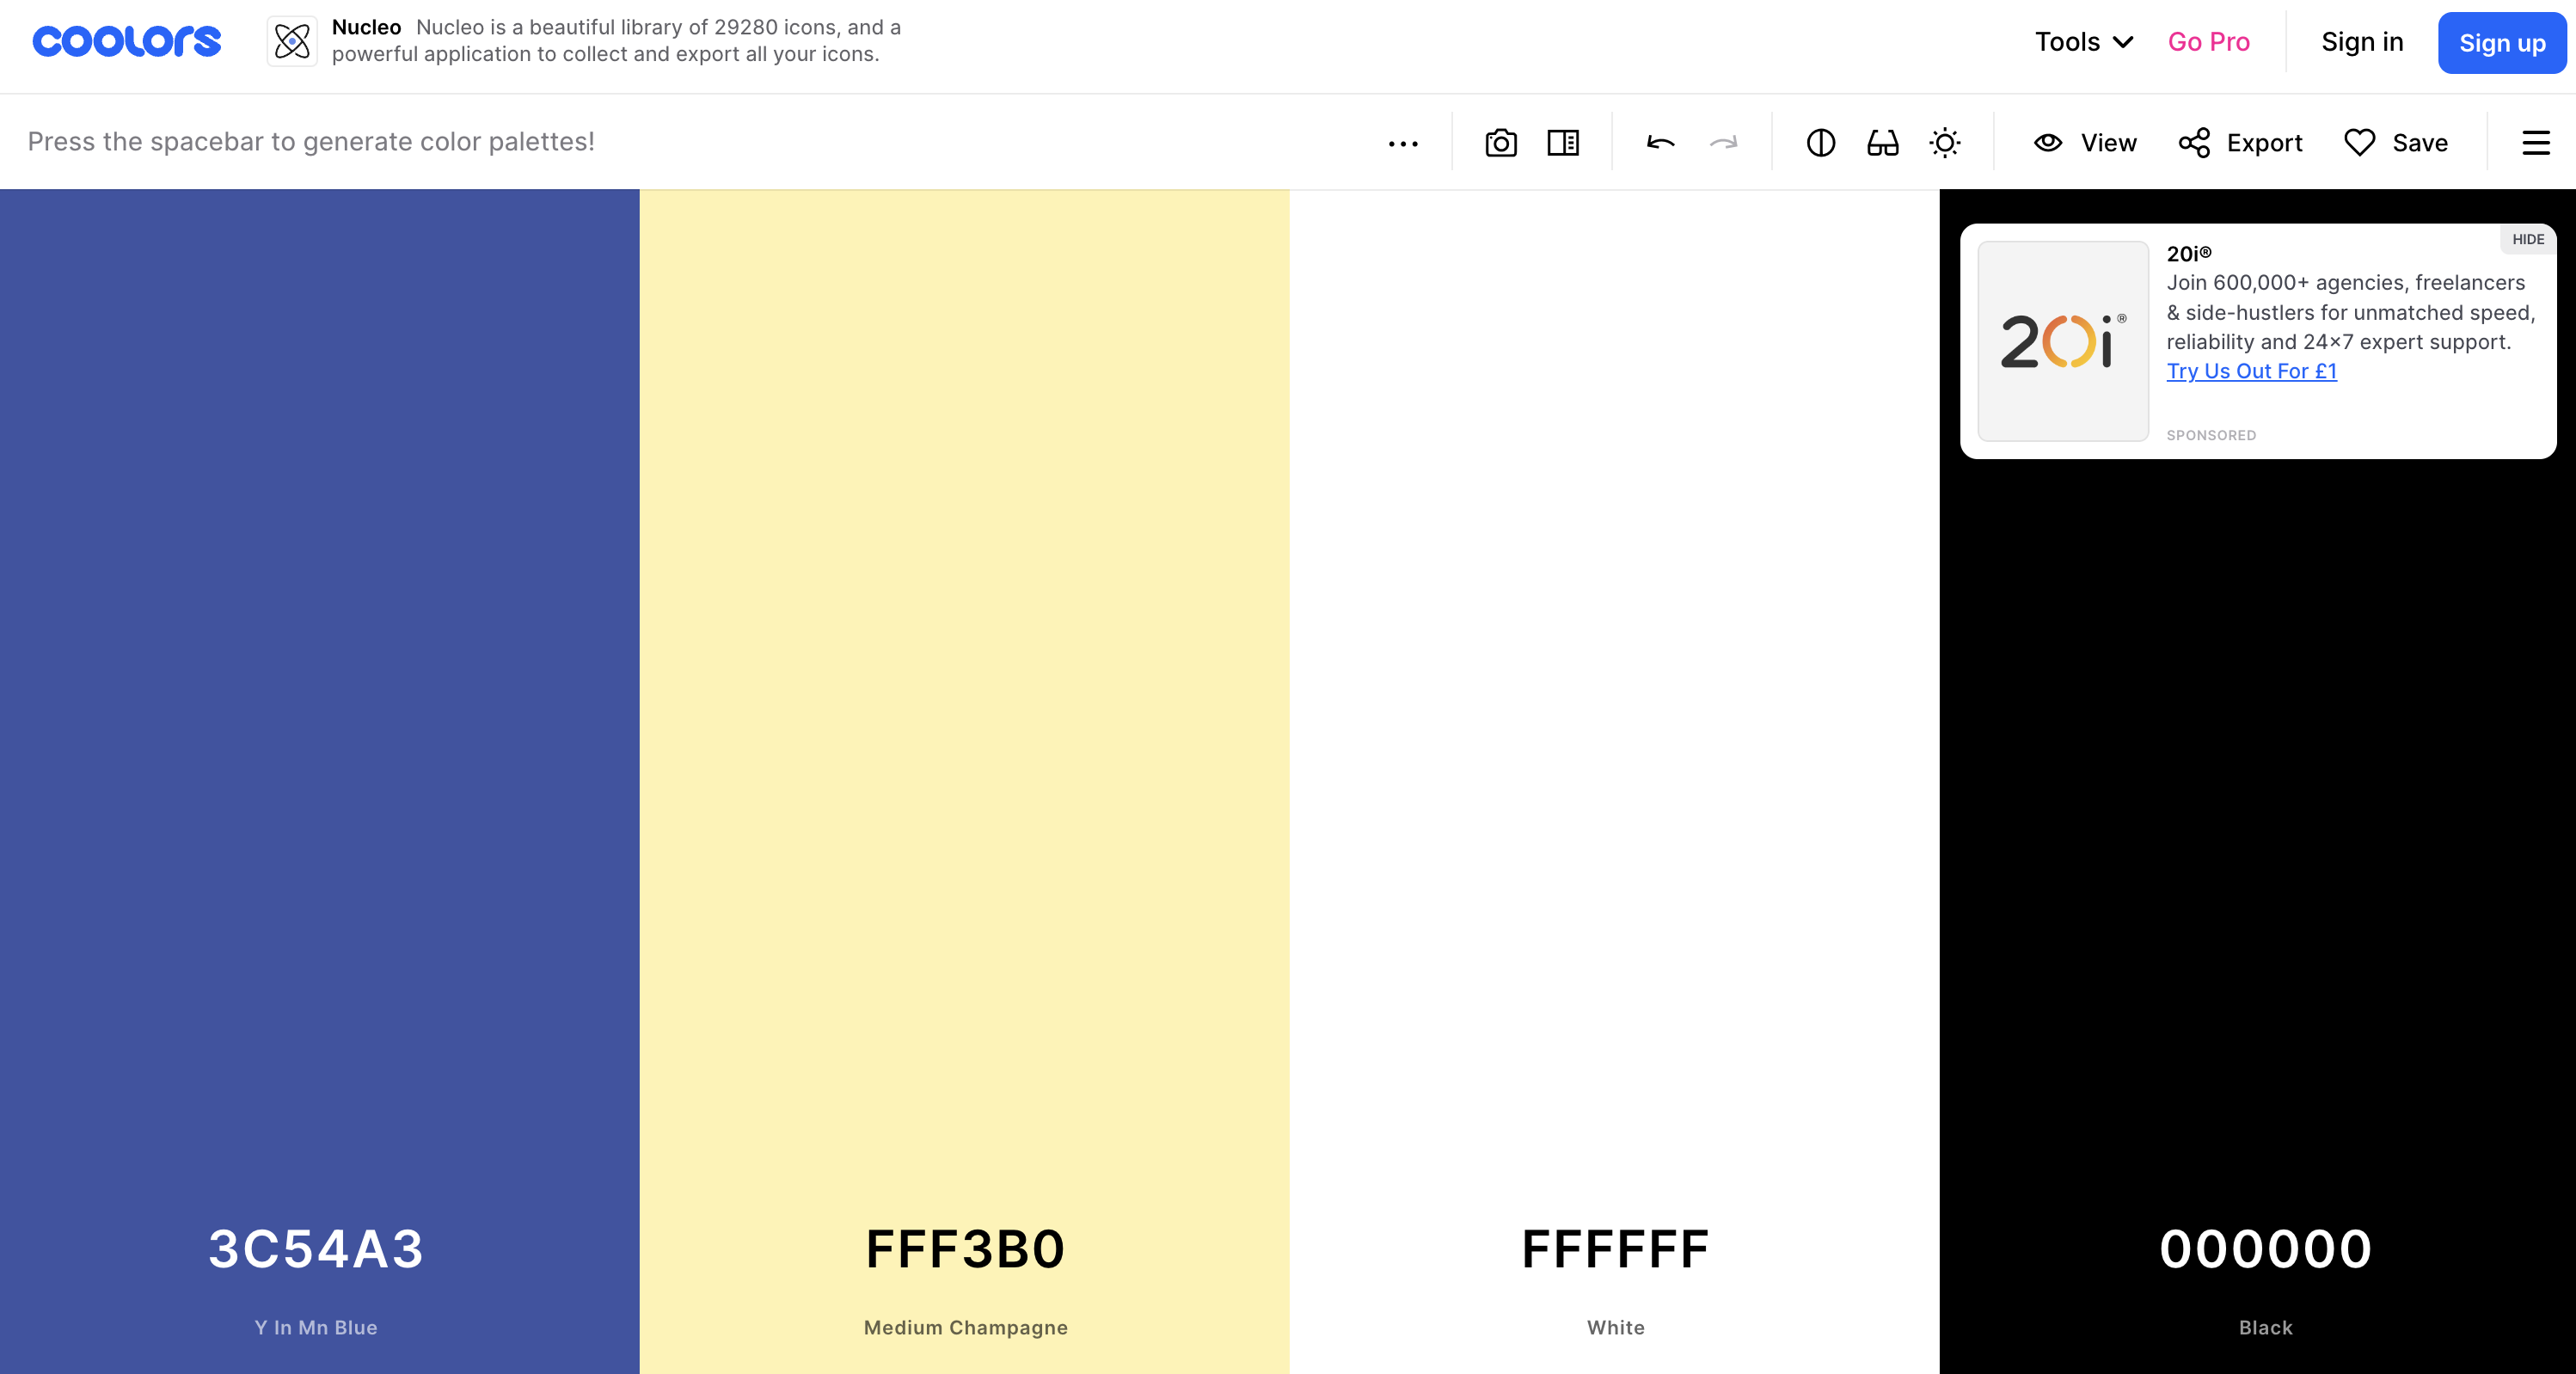 coolors
Nucleo Nucleo is a beautiful library of 29280 icons, and a
powerful application to collect and export all your icons.
Tools
Go Pro
Sign in
Sign up
Press the spacebar to generate color palettes!
View
Export
Save
HIDE
20i®
20i®
Join 600,000+ agencies, freelancers
& side-hustlers for unmatched speed,
reliability and 24×7 expert support.
Try Us Out For £1
SPONSORED
3C54A3
FFF3B0
FFFFFF
000000
Y In Mn Blue
Medium Champagne
White
Black